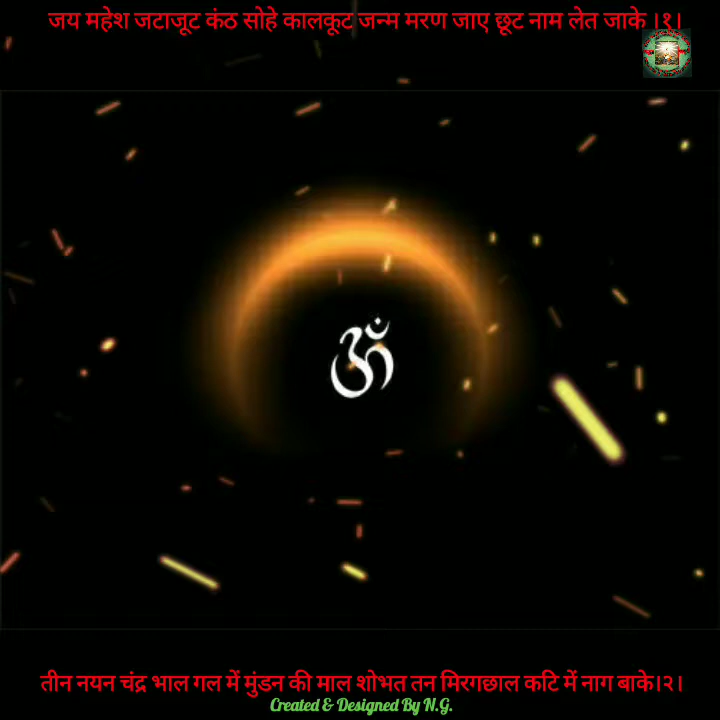 जय महेश जटाजूट कंठ सोहे कालकूट जन्म मरण जाए छूट नाम लेत जाके ।१।
ॐ
तीन नयन चंद्र भाल गल में मुंडन की माल शोभत तन मिरगछाल कटि में नाग बाके।२।
Created & Designed By N.G.